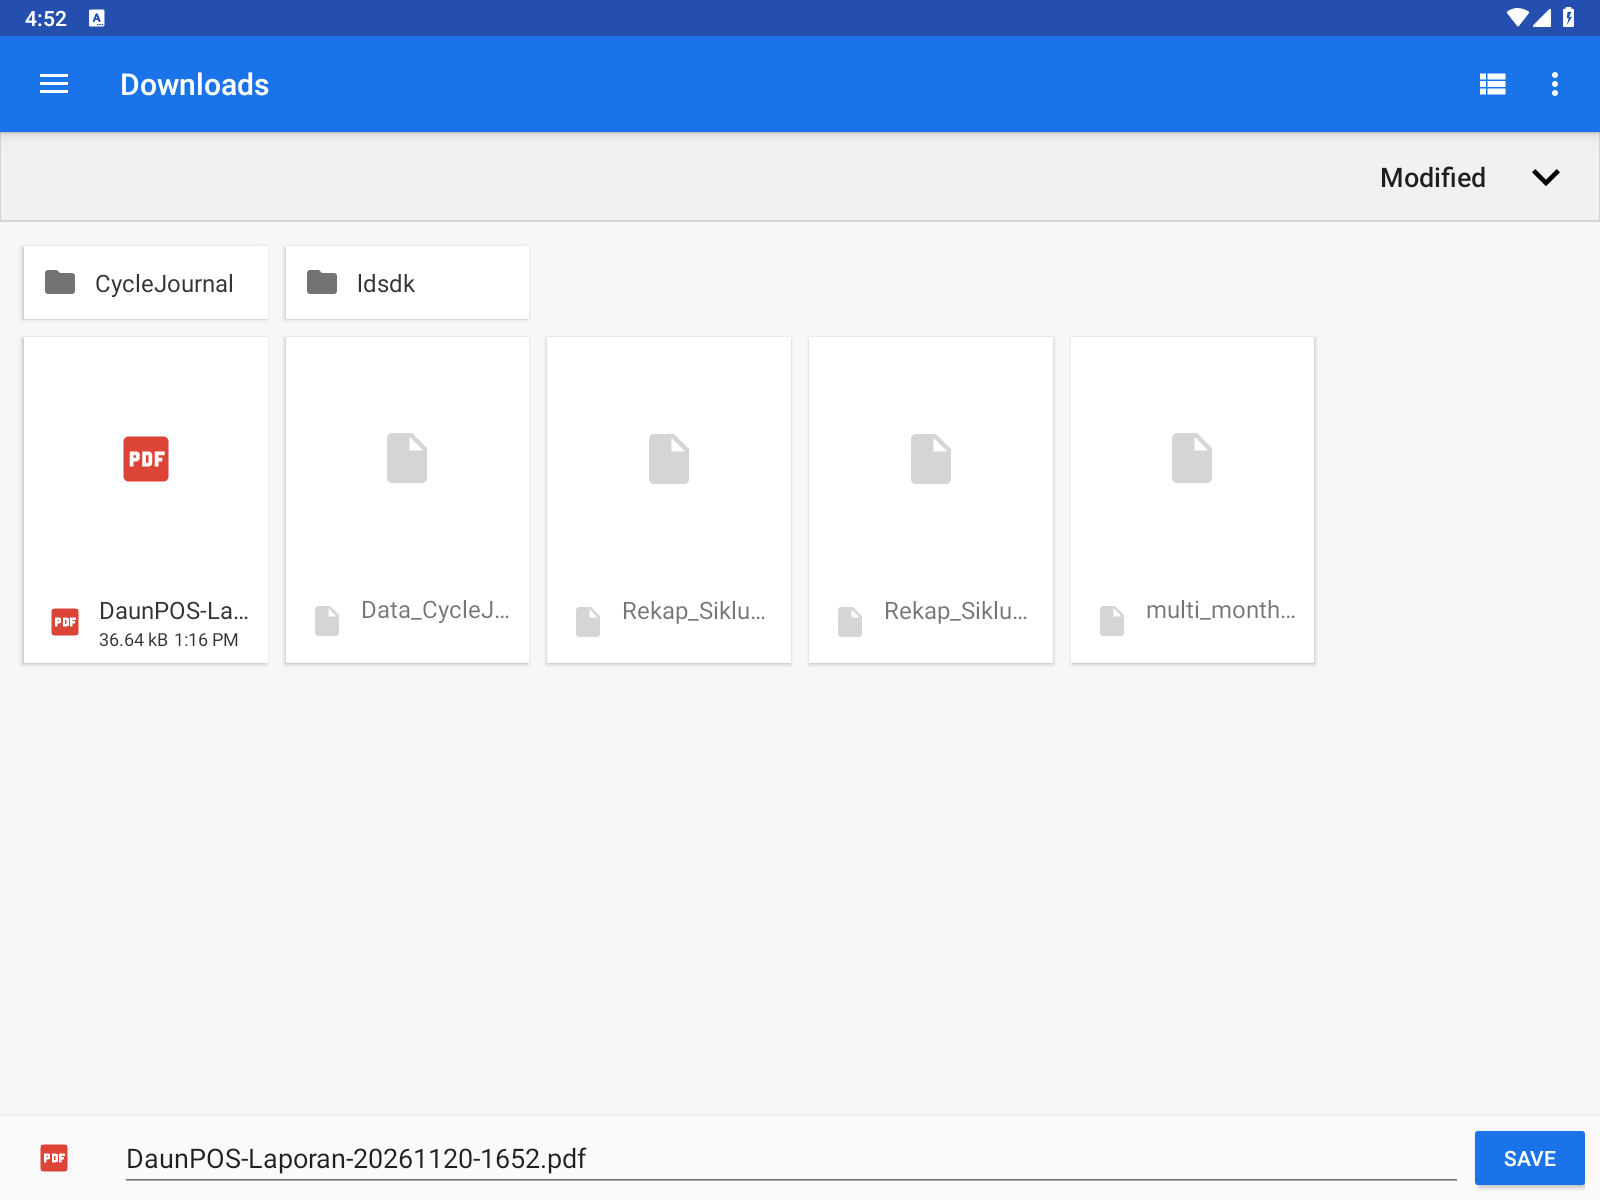 4:52
Downloads
Modified
CycleJournal
ldsdk
PDF
PDF
DaunPOS-La...
36.64 kB 1:16 PM
Data_CycleJ...
Rekap_Siklu...
Rekap_Siklu...
multi_month...
PDF
DaunPOS-Laporan-20261120-1652.pdf
SAVE